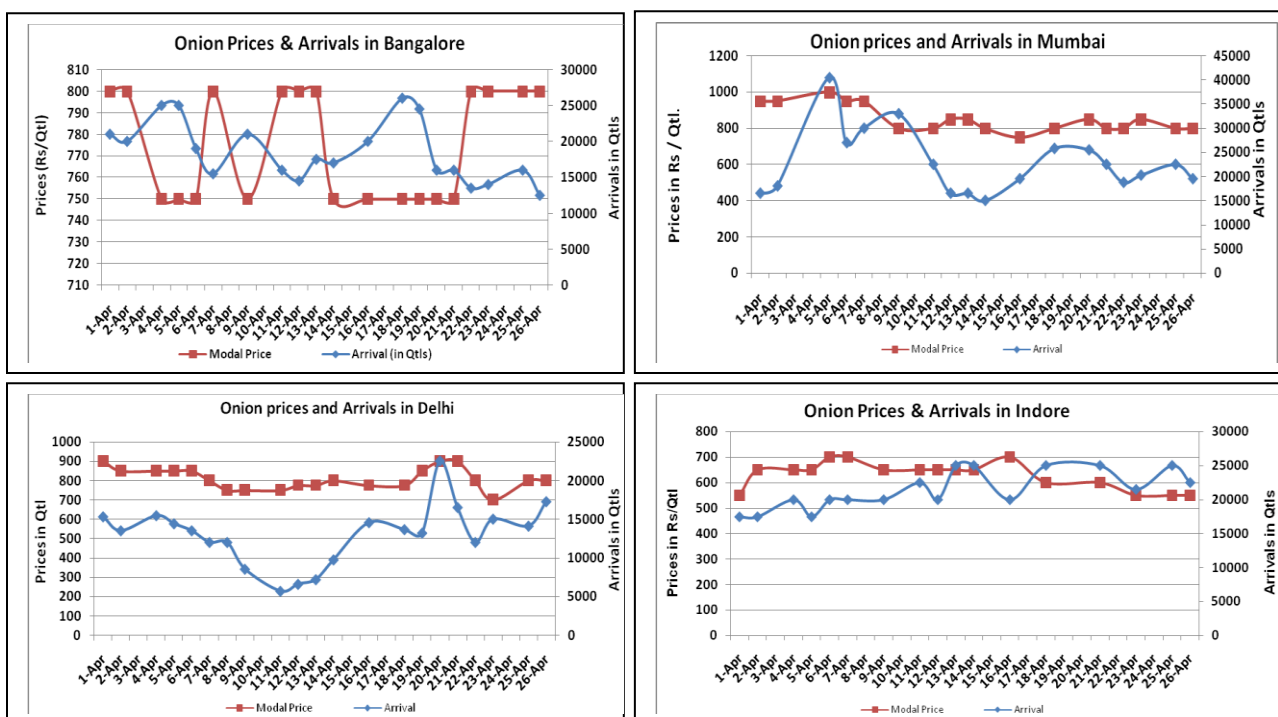 Onion Prices & Arrivals in Bangalore
Prices (Rs/Qtl)
810
800
790
780
770
760
750
740
730
720
710
30000
25000
20000
15000
10000
5000
0
Arrivals in Qtls
1-Apr
2-Apr
3-Apr
4-Apr
5-Apr
6-Apr
7-Apr
8-Apr
9-Apr
10-Apr
11-Apr
12-Apr
13-Apr
14-Apr
15-Apr
16-Apr
17-Apr
18-Apr
19-Apr
20-Apr
21-Apr
22-Apr
23-Apr
24-Apr
25-Apr
26-Apr
Modal Price Arrival (in Qtls)
Onion prices and Arrivals in Mumbai
Prices in Rs / Qtl.
1200
1000
800
600
400
200
0
45000
40000
35000
30000
25000
20000
15000
10000
5000
0
Arrivals in Qtls
1-Apr
2-Apr
3-Apr
4-Apr
5-Apr
6-Apr
7-Apr
8-Apr
9-Apr
10-Apr
11-Apr
12-Apr
13-Apr
14-Apr
15-Apr
16-Apr
17-Apr
18-Apr
19-Apr
20-Apr
21-Apr
22-Apr
23-Apr
24-Apr
25-Apr
26-Apr
Modal Price Arrival
Onion prices and Arrivals in Delhi
Prices in Qtl
1000
900
800
700
600
500
400
300
200
100
0
25000
20000
15000
10000
5000
0
Arrivals in Qtls
1-Apr
2-Apr
3-Apr
4-Apr
5-Apr
6-Apr
7-Apr
8-Apr
9-Apr
10-Apr
11-Apr
12-Apr
13-Apr
14-Apr
15-Apr
16-Apr
17-Apr
18-Apr
19-Apr
20-Apr
21-Apr
22-Apr
23-Apr
24-Apr
25-Apr
26-Apr
Modal Price Arrival
Onion Prices & Arrivals in Indore
Prices in Rs/Qtl
800
700
600
500
400
300
200
100
0
30000
25000
20000
15000
10000
5000
0
Arrivals in Qtls
1-Apr
2-Apr
3-Apr
4-Apr
5-Apr
6-Apr
7-Apr
8-Apr
9-Apr
10-Apr
11-Apr
12-Apr
13-Apr
14-Apr
15-Apr
16-Apr
17-Apr
18-Apr
19-Apr
20-Apr
21-Apr
22-Apr
23-Apr
24-Apr
25-Apr
26-Apr
Modal Price Arrival